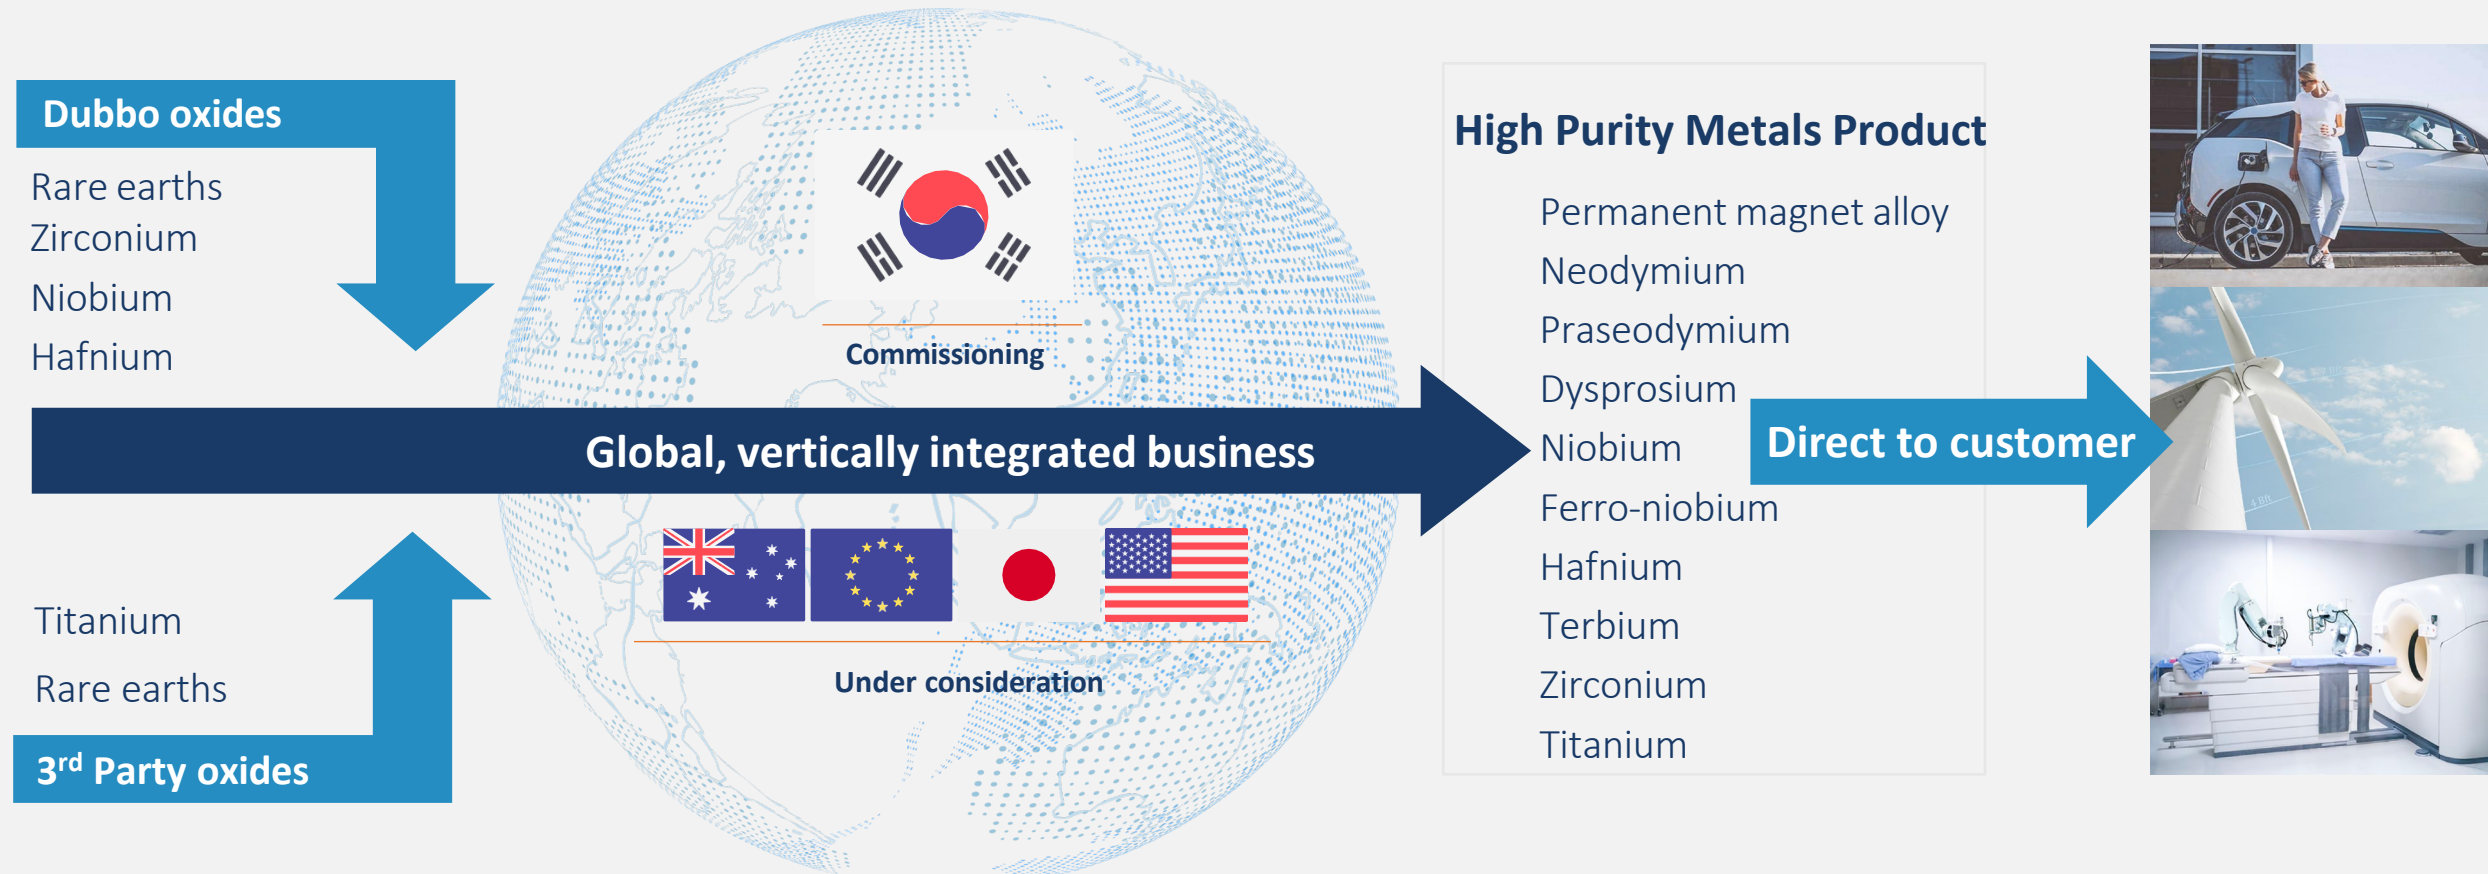 Dubbo oxides
Rare earths
Zirconium
Niobium
Hafnium
Commissioning
Global, vertically integrated business
Titanium
Rare earths
3rd Party oxides
Under consideration
High Purity Metals Product
Permanent magnet alloy
Neodymium
Praseodymium
Dysprosium
Niobium
Ferro-niobium
Hafnium
Terbium
Zirconium
Titanium
Direct to customer